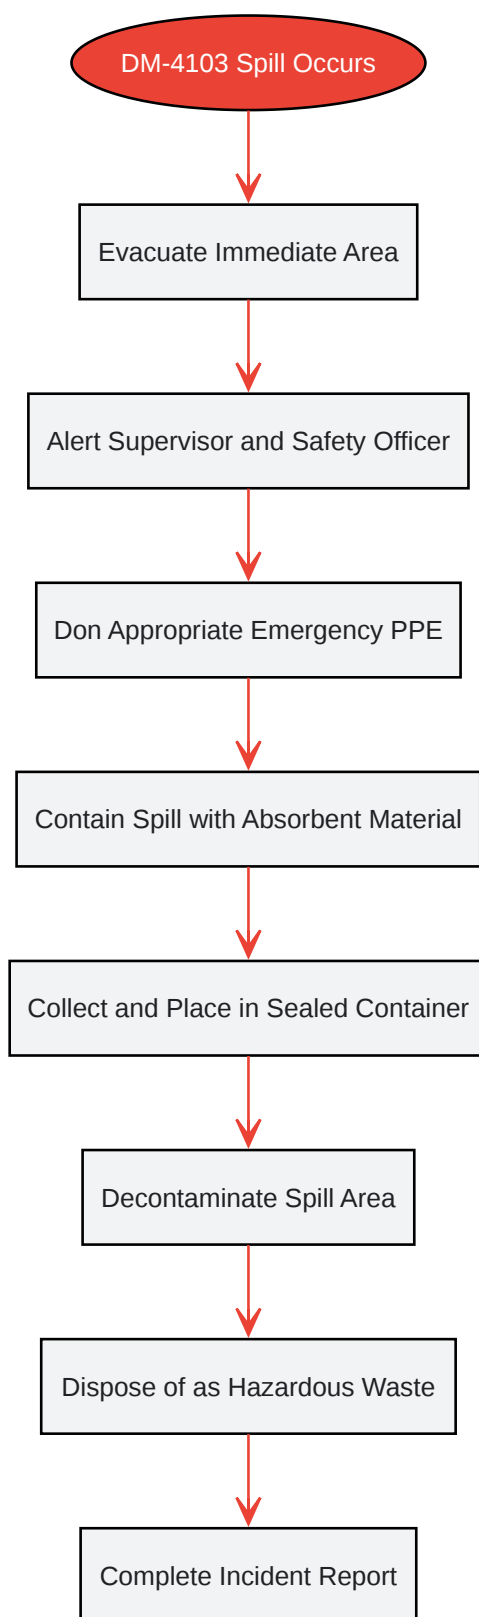 DM-4103 Spill Occurs
Evacuate Immediate Area
Alert Supervisor and Safety Officer
Don Appropriate Emergency PPE
Contain Spill with Absorbent Material
Collect and Place in Sealed Container
Decontaminate Spill Area
Dispose of as Hazardous Waste
Complete Incident Report